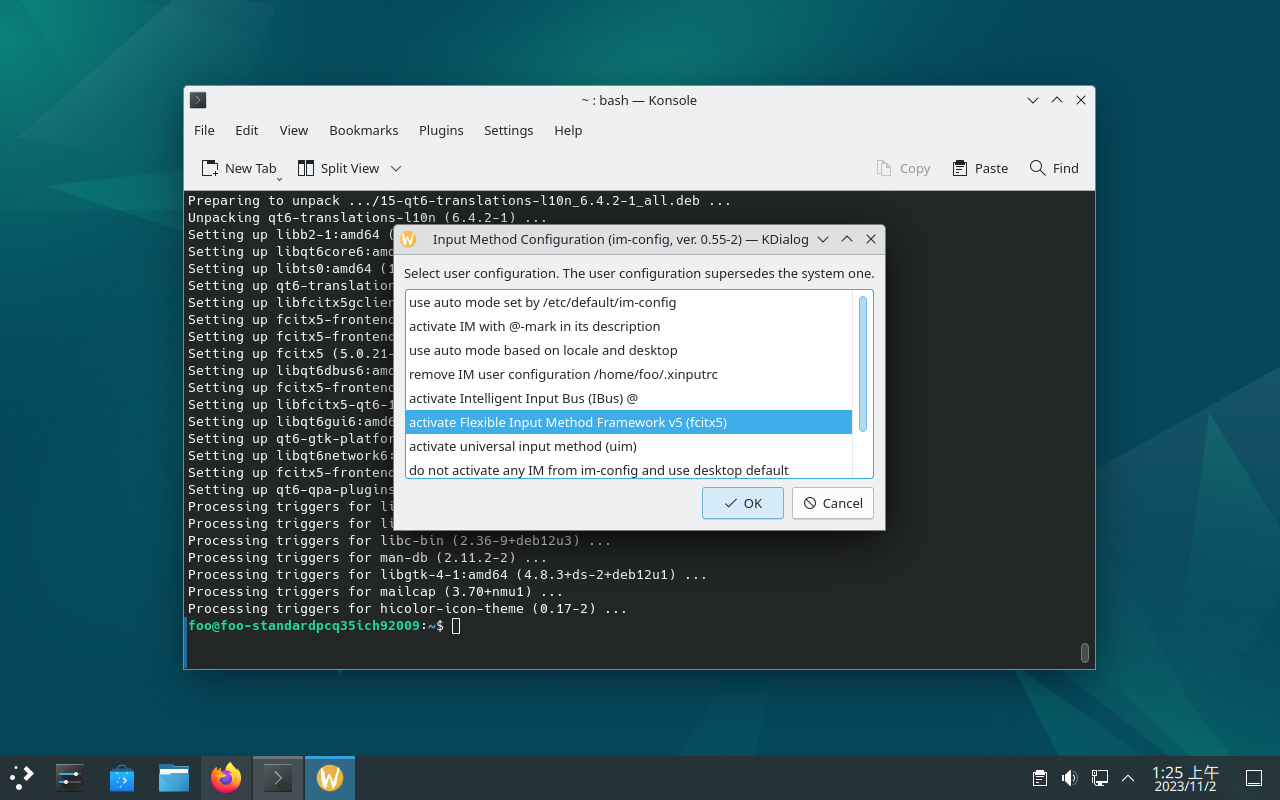 ~ : bash — Konsole
File Edit View Bookmarks Plugins Settings Help
New Tab Split View Copy Paste Find
Preparing to unpack .../15-qt6-translations-l10n_6.4.2-1_all.deb ...
Unpacking qt6-translations-l10n (6.4.2-1) ...
Setting up libb2-1:amd64 (
Setting up libqt6core6:amd
Setting up libts0:amd64 (1
Setting up qt6-translation
Setting up libfcitx5gclien
Setting up fcitx5-frontend
Setting up fcitx5-frontend
Setting up fcitx5 (5.0.21-
Setting up libqt6dbus6:amd
Setting up fcitx5-frontend
Setting up libfcitx5-qt6-1
Setting up libqt6gui6:amd6
Setting up qt6-gtk-platfor
Setting up libqt6network6:
Setting up fcitx5-frontend
Setting up qt6-qpa-plugins
Processing triggers for li
Processing triggers for li
Processing triggers for libc-bin (2.36-9+deb12u3) ...
Processing triggers for man-db (2.11.2-2) ...
Processing triggers for libgtk-4-1:amd64 (4.8.3+ds-2+deb12u1) ...
Processing triggers for mailcap (3.70+nmu1) ...
Processing triggers for hicolor-icon-theme (0.17-2) ...
foo@foo-standardpcq35ich92009:~$
Input Method Configuration (im-config, ver. 0.55-2) — KDialog
Select user configuration. The user configuration supersedes the system one.
use auto mode set by /etc/default/im-config
activate IM with @-mark in its description
use auto mode based on locale and desktop
remove IM user configuration /home/foo/.xinputrc
activate Intelligent Input Bus (IBus) @
activate Flexible Input Method Framework v5 (fcitx5)
activate universal input method (uim)
do not activate any IM from im-config and use desktop default
OK Cancel
1:25 上午
2023/11/2